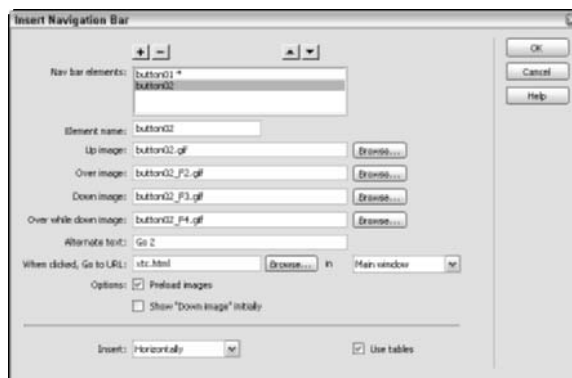 Insert Navigation Bar
OK
Nav bar elements: button01 * Cancel
button02
Help
Element name: button02
Up image: button02.gif Browse...
Over image: button02_F2.gif Browse...
Down image: button02_F3.gif Browse...
Over while down image: button02_F4.gif Browse...
Alternate text: Go 2
When clicked, Go to URL: xtc.html Browse... in Main window
Options: Preload images
Show "Down image" initially
Insert: Horizontally Use tables